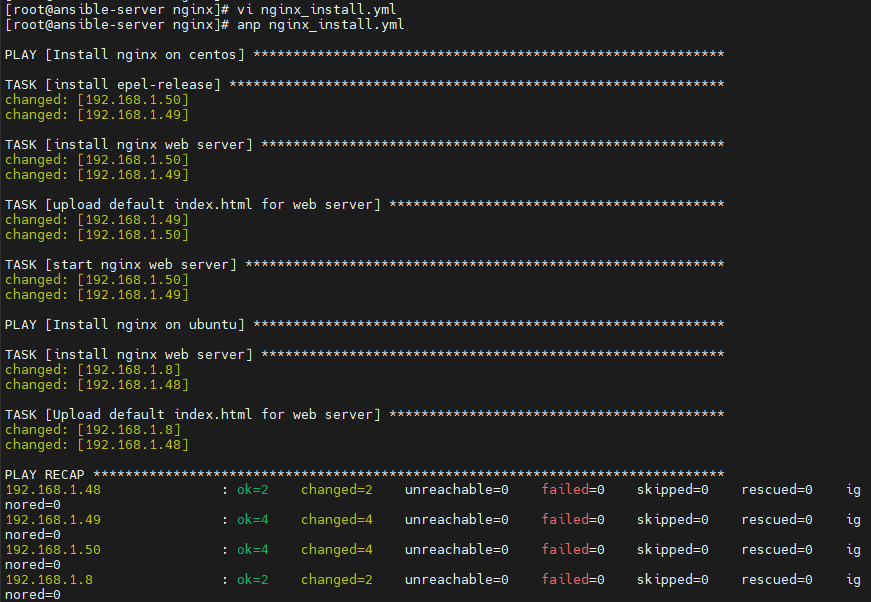 [root@ansible-server nginx]# vi nginx_install.yml
[root@ansible-server nginx]# anp nginx_install.yml
PLAY [Install nginx on centos] ***********************************************************
TASK [install epel-release] **************************************************************
changed: [192.168.1.50]
changed: [192.168.1.49]
TASK [install nginx web server] **********************************************************
changed: [192.168.1.50]
changed: [192.168.1.49]
TASK [upload default index.html for web server] ******************************************
changed: [192.168.1.49]
changed: [192.168.1.50]
TASK [start nginx web server] ************************************************************
changed: [192.168.1.50]
changed: [192.168.1.49]
PLAY [Install nginx on ubuntu] ***********************************************************
TASK [install nginx web server] **********************************************************
changed: [192.168.1.8]
changed: [192.168.1.48]
TASK [Upload default index.html for web server] ******************************************
changed: [192.168.1.8]
changed: [192.168.1.48]
PLAY RECAP *******************************************************************************
192.168.1.48               : ok=2    changed=2    unreachable=0    failed=0    skipped=0    rescued=0    ig
nored=0
192.168.1.49               : ok=4    changed=4    unreachable=0    failed=0    skipped=0    rescued=0    ig
nored=0
192.168.1.50               : ok=4    changed=4    unreachable=0    failed=0    skipped=0    rescued=0    ig
nored=0
192.168.1.8                : ok=2    changed=2    unreachable=0    failed=0    skipped=0    rescued=0    ig
nored=0